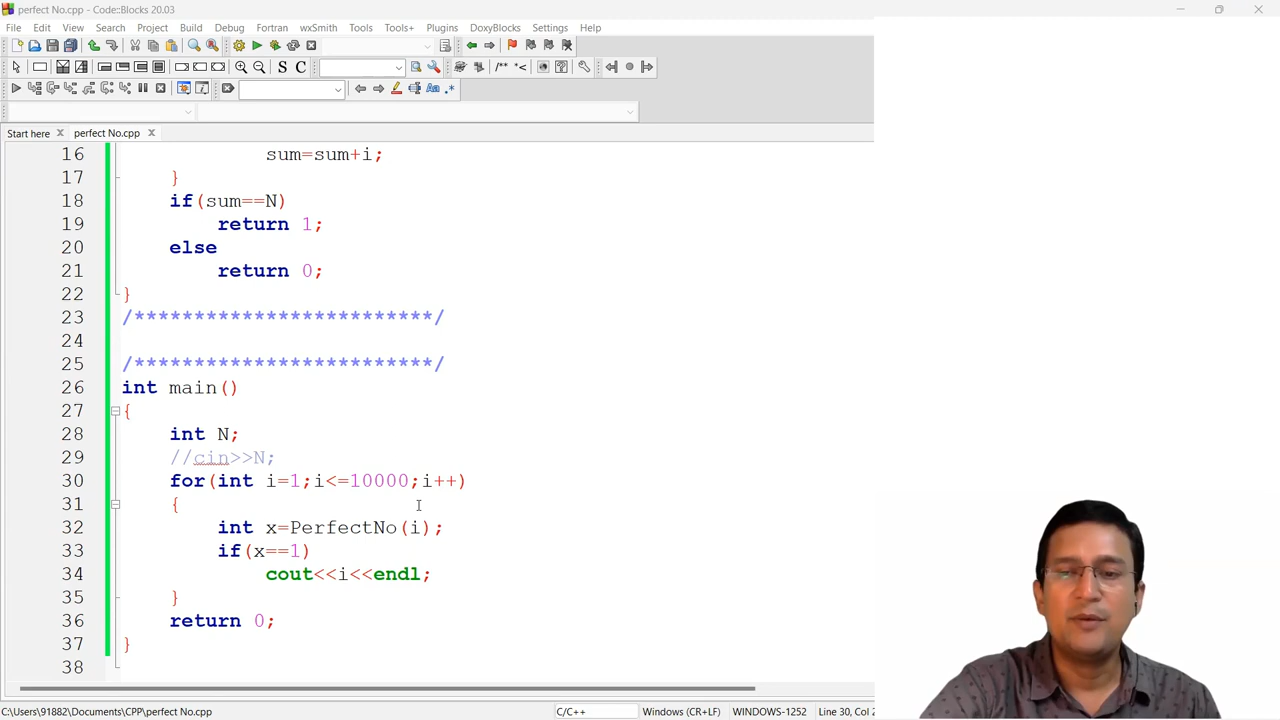 perfect No.cpp - Code::Blocks 20.03
File Edit View Search Project Build Debug Fortran wxSmith Tools Tools+ Plugins DoxyBlocks Settings Help
S C /** *<
Aa .*
Start here perfect No.cpp
16 sum=sum+i;
17 }
18 if(sum==N)
19 return 1;
20 else
21 return 0;
22 }
23 /*************************/
24
25 /*************************/
26 int main()
27 {
28 int N;
29 //cin>>N;
30 for(int i=1;i<=10000;i++)
31 {
32 int x=PerfectNo(i);
33 if(x==1)
34 cout<<i<<endl;
35 }
36 return 0;
37 }
38
C:\Users\91882\Documents\CPP\perfect No.cpp C/C++ Windows (CR+LF) WINDOWS-1252 Line 30, Col 2